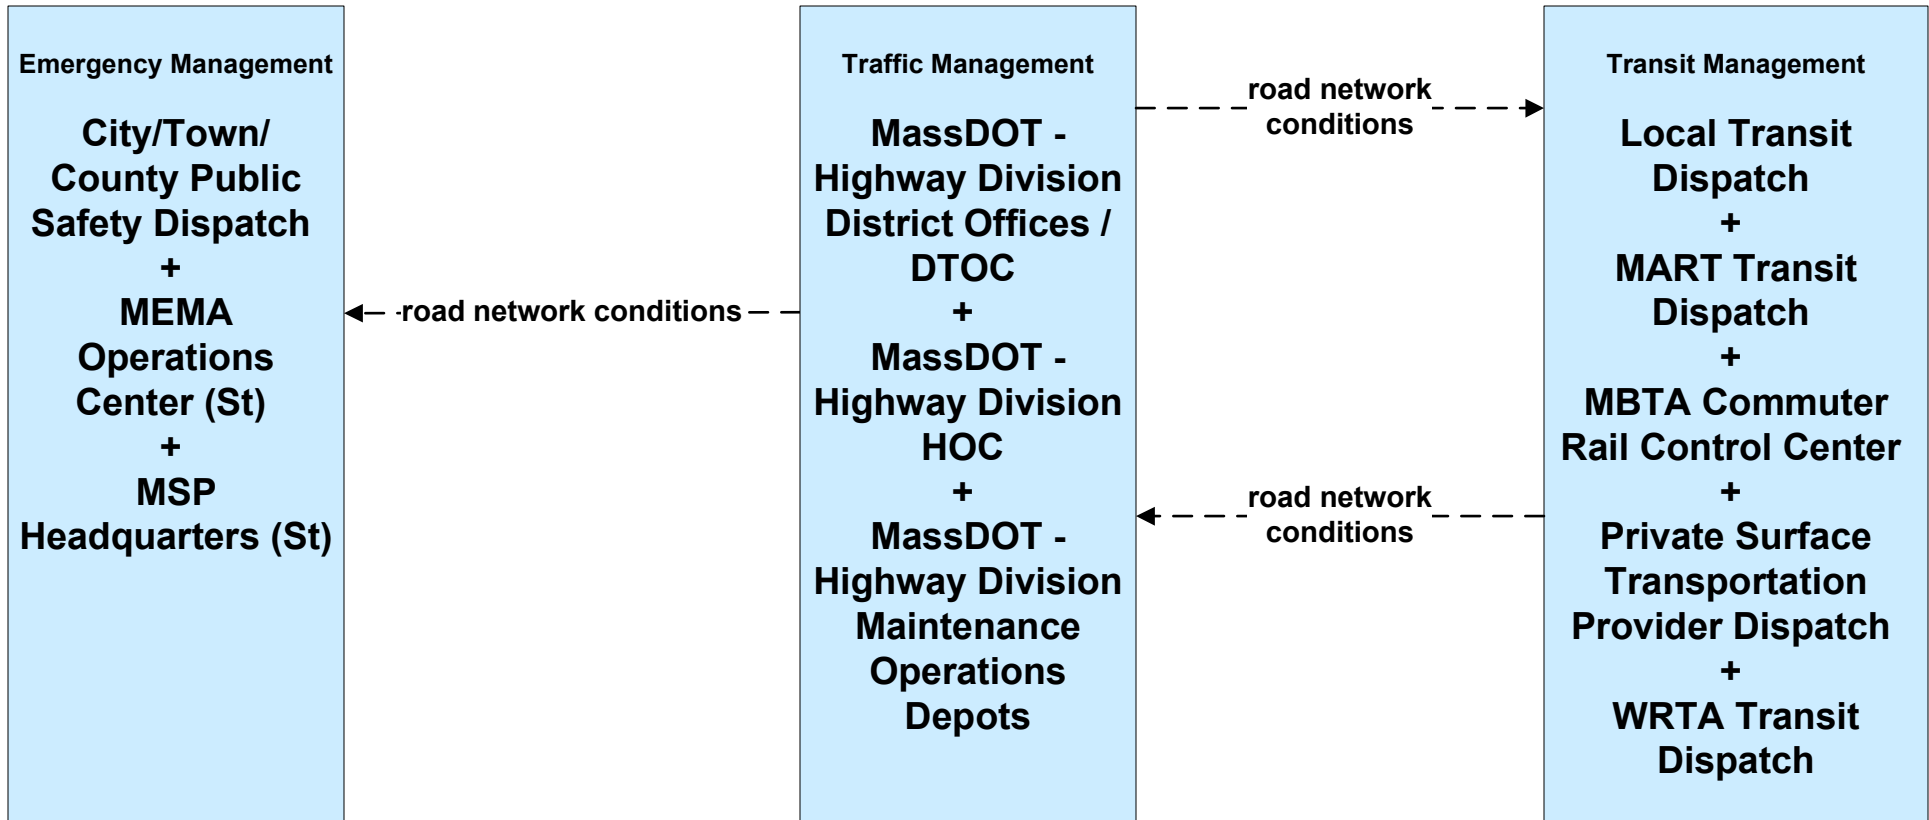 Emergency Management
City/Town/
County Public
Safety Dispatch
+
MEMA
Operations
Center (St)
+
MSP
Headquarters (St)
road network conditions
Traffic Management
MassDOT -
Highway Division
District Offices /
DTOC
+
MassDOT -
Highway Division
HOC
+
MassDOT -
Highway Division
Maintenance
Operations
Depots
road network
conditions
road network
conditions
Transit Management
Local Transit
Dispatch
+
MART Transit
Dispatch
+
MBTA Commuter
Rail Control Center
+
Private Surface
Transportation
Provider Dispatch
+
WRTA Transit
Dispatch